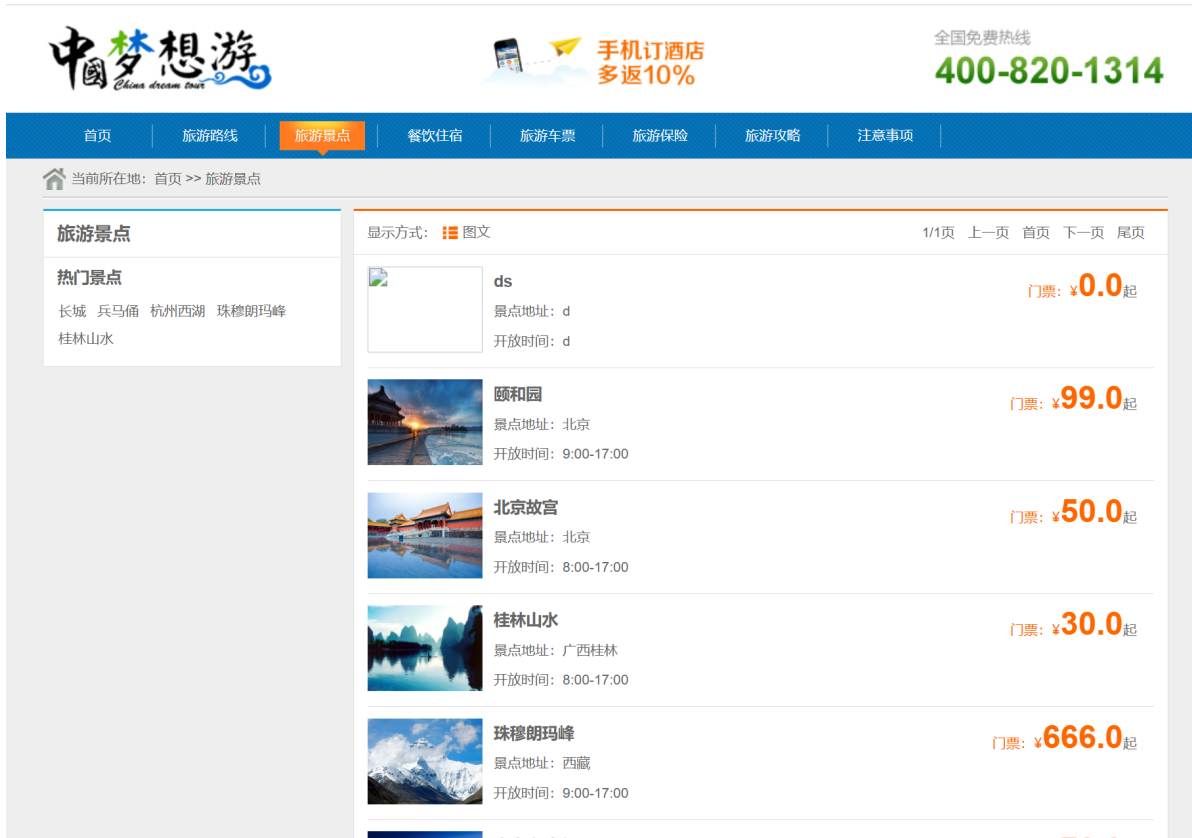 中國梦想游
China dream tour
手机订酒店
多返10%
全国免费热线
400-820-1314
首页 旅游路线 旅游景点 餐饮住宿 旅游车票 旅游保险 旅游攻略 注意事项
当前所在地：首页 >> 旅游景点
旅游景点
热门景点
长城 兵马俑 杭州西湖 珠穆朗玛峰
桂林山水
显示方式： 图文 1/1页 上一页 首页 下一页 尾页
ds
门票：¥0.0起
景点地址：d
开放时间：d
颐和园
门票：¥99.0起
景点地址：北京
开放时间：9:00-17:00
北京故宫
门票：¥50.0起
景点地址：北京
开放时间：8:00-17:00
桂林山水
门票：¥30.0起
景点地址：广西桂林
开放时间：8:00-17:00
珠穆朗玛峰
门票：¥666.0起
景点地址：西藏
开放时间：9:00-17:00